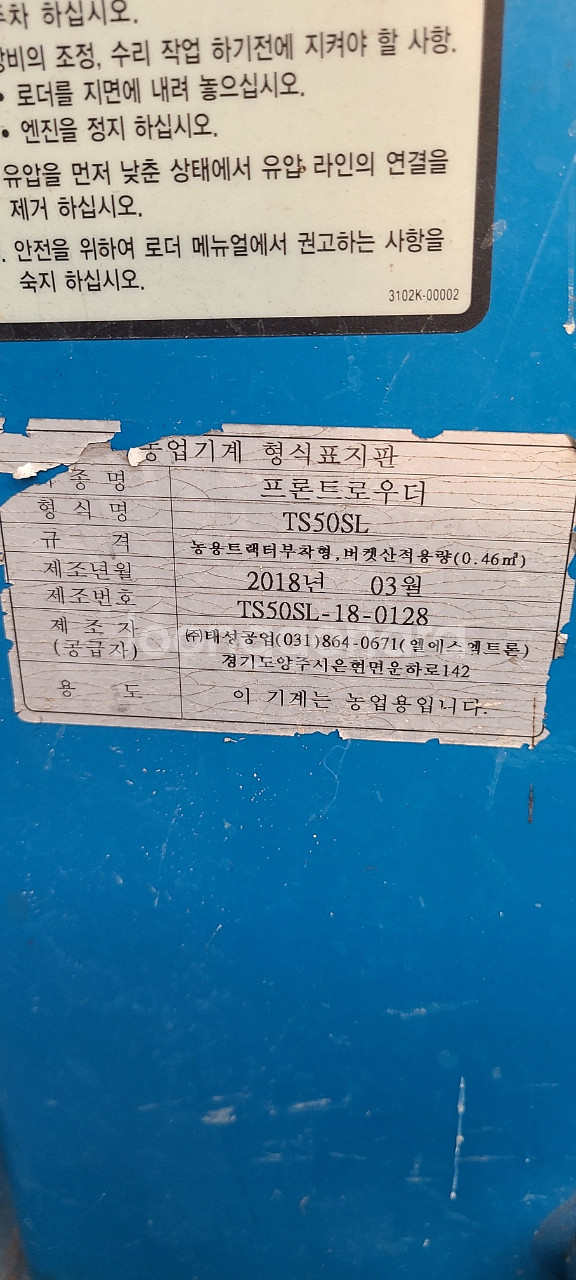 주차 하십시오.
장비의 조정, 수리 작업 하기전에 지켜야 할 사항.
• 로더를 지면에 내려 놓으십시오.
• 엔진을 정지 하십시오.
유압을 먼저 낮춘 상태에서 유압 라인의 연결을
제거 하십시오.
. 안전을 위하여 로더 메뉴얼에서 권고하는 사항을
숙지 하십시오.
3102K-00002
농업기계 형식표지판
종 명 프론트로우더
형 식 명 TS50SL
규 격 농용트랙터부착형,버켓산적용량(0.46㎥)
제조년월 2018년 03월
제조번호 TS50SL-18-0128
제 조 자 ㈜태성공업(031)864-0671(엘에스엠트론)
(공급자) 경기도양주시은현면운하로142
용 도 이 기계는 농업용입니다.